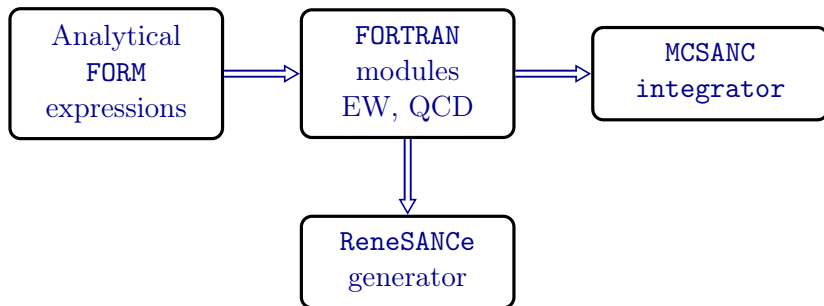 Analytical
FORM
expressions
FORTRAN
modules
EW, QCD
MCSANC
integrator
ReneSANCe
generator